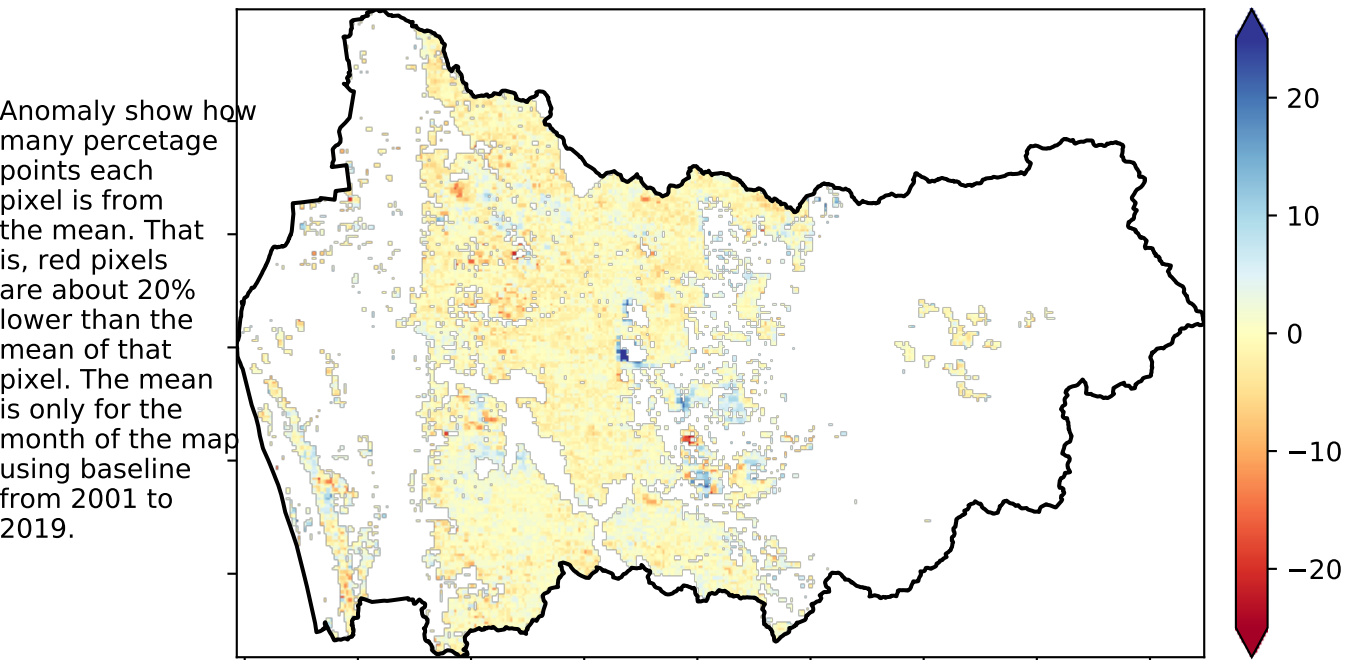 Anomaly show how
many percetage
points each
pixel is from
the mean. That
is, red pixels
are about 20%
lower than the
mean of that
pixel. The mean
is only for the
month of the map
using baseline
from 2001 to
2019.
20
10
0
−10
−20